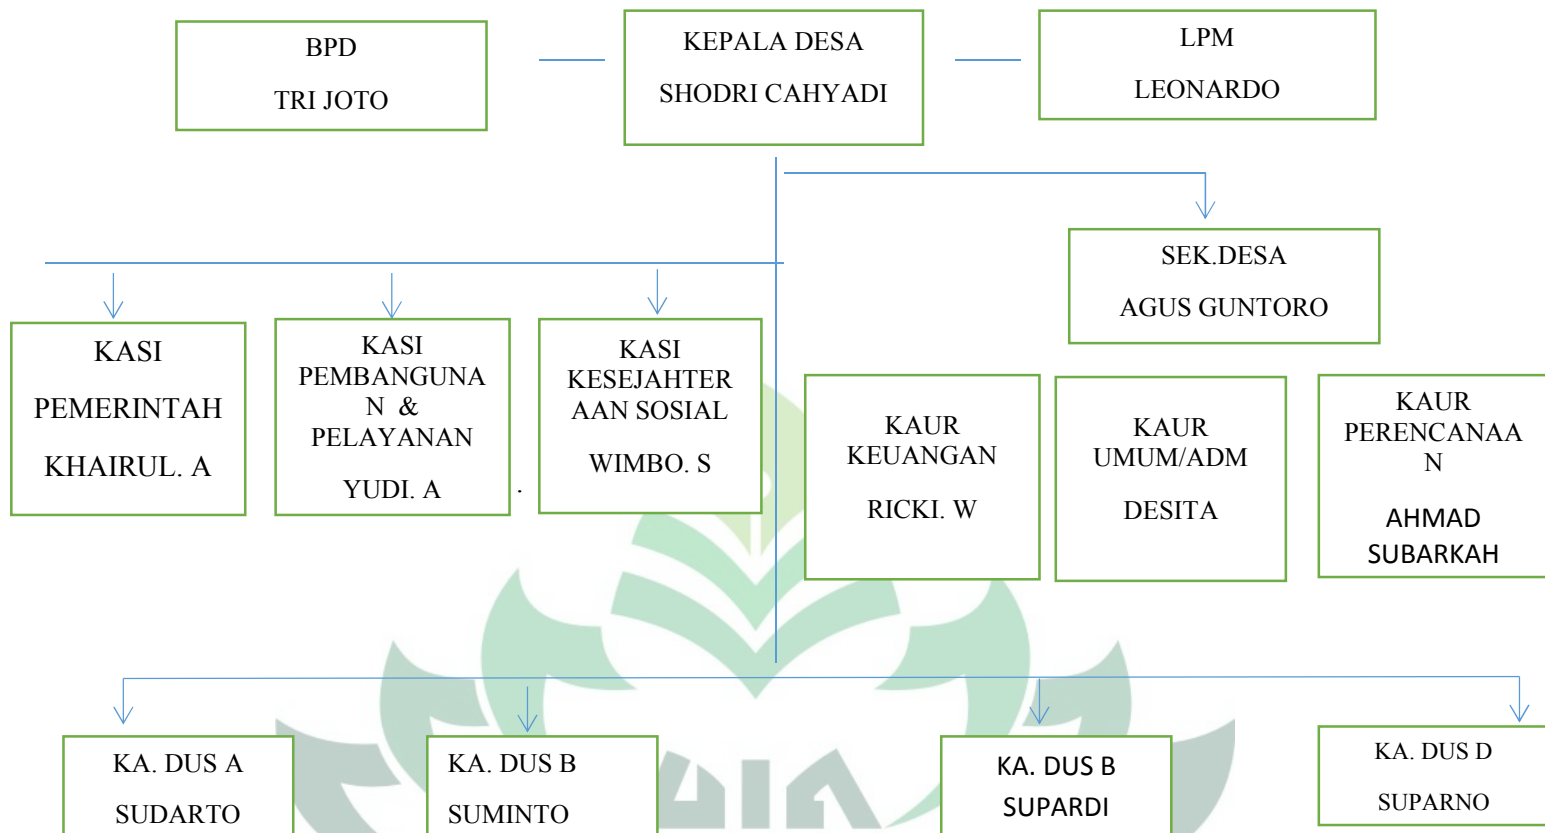 BPD
TRI JOTO
KEPALA DESA
SHODRI CAHYADI
LPM
LEONARDO
SEK.DESA
AGUS GUNTORO
KASI
PEMERINTAH
KHAIRUL. A
KASI
PEMBANGUNA
N &
PELAYANAN
YUDI. A
.
KASI
KESEJAHTER
AAN SOSIAL
WIMBO. S
KAUR
KEUANGAN
RICKI. W
KAUR
UMUM/ADM
DESITA
KAUR
PERENCANAA
N
AHMAD
SUBARKAH
KA. DUS A
SUDARTO
KA. DUS B
SUMINTO
KA. DUS B
SUPARDI
KA. DUS D
SUPARNO